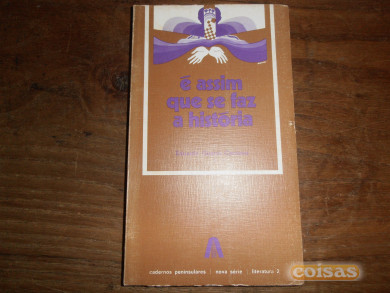 é assim
que se faz
a história
cadernos peninsulares / nova série / literatura 2
coisas